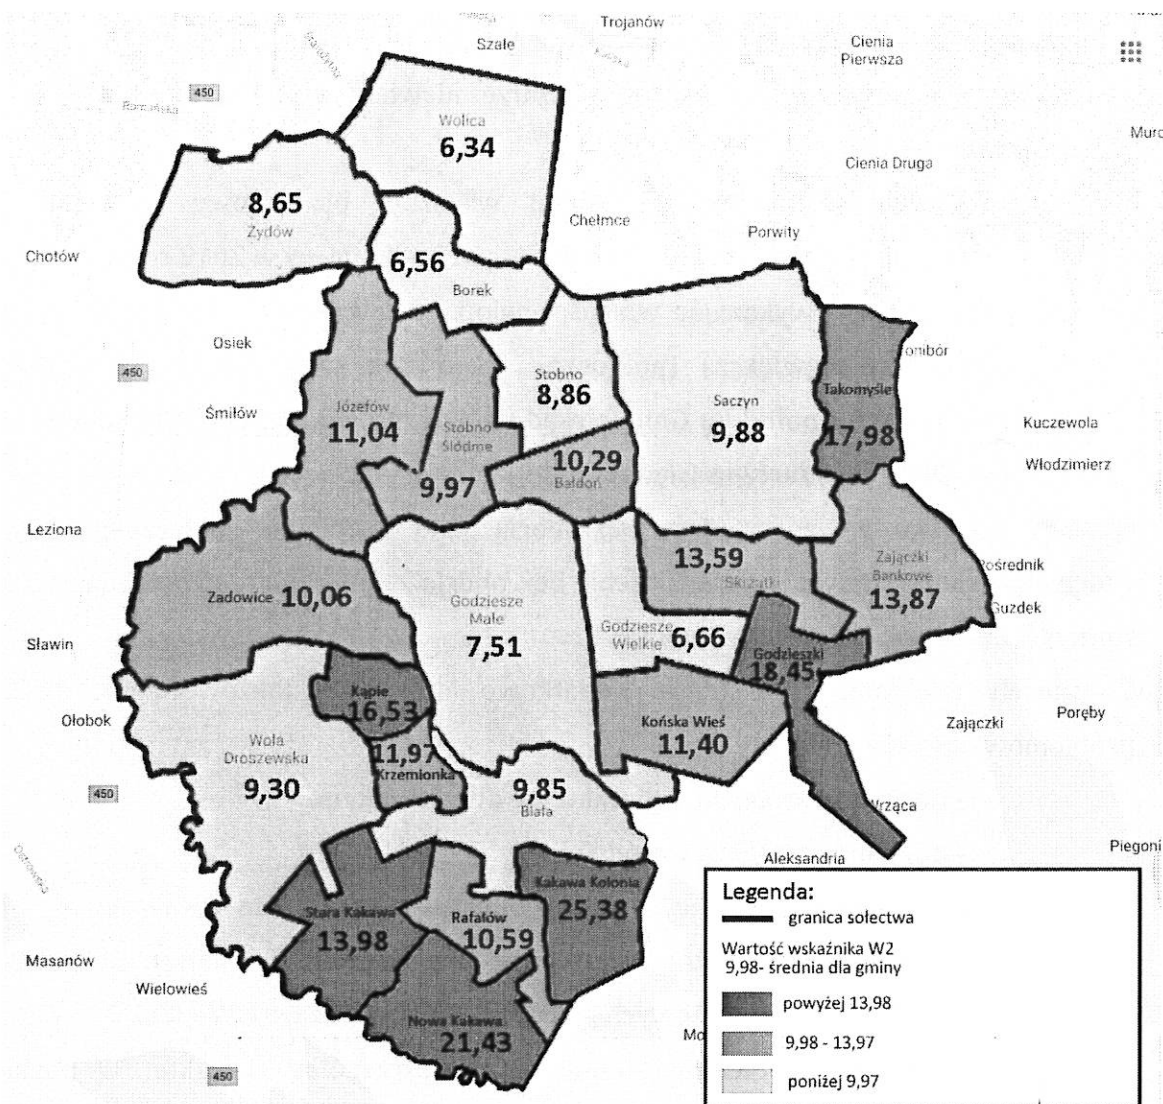 Trojanów
Szałe
Cienia
Pierwsza
450
Wolica
6,34
Cienia Druga
8,65
Żydów
Chełmce
Porwity
Chotów
6,56
Borek
Osiek
450
Stobno
8,86
Saczyn
9,88
Takomyśle
17,98
Śmiłów
Józefów
11,04
Stobno
Siódme
9,97
10,29
Bałdoń
Kuczewola
Włodzimierz
Leziona
13,59
Zajączki
Bankowe
13,87
Pośrednik
Guzdek
Zadowice
10,06
Godziesze
Małe
7,51
Godziesze
Wielkie
6,66
Godzieszki
18,45
Sławin
Kąpie
16,53
Końska Wieś
11,40
Ołobok
Zajączki
Poręby
Wola
Droszewska
9,30
11,97
Krzemionka
9,85
Biała
450
Wrząca
Aleksandria
Piegoni
Kakawa Kolonia
25,38
Stara Kakawa
13,98
Rafałów
10,59
Masanów
Wielowieś
Nowa Kakawa
21,43
450
Legenda:
granica sołectwa
Wartość wskaźnika W2
9,98- średnia dla gminy
powyżej 13,98
9,98 - 13,97
poniżej 9,97